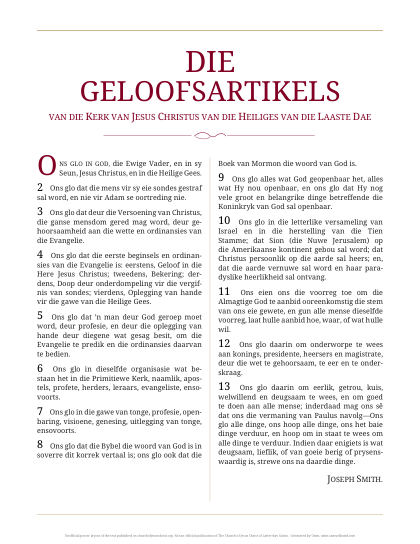 DIE
GELOOFSARTIKELS
VAN DIE KERK VAN JESUS CHRISTUS VAN DIE HEILIGES VAN DIE LAASTE DAE
ONS GLO IN GOD, die Ewige Vader, en in sy
Seun, Jesus Christus, en in die Heilige Gees.
2 Ons glo dat die mens vir sy eie sondes gestraf
sal word, en nie vir Adam se oortreding nie.
3 Ons glo dat deur die Versoening van Christus,
die ganse mensdom gered mag word, deur ge-
hoorsaamheid aan die wette en ordinansies van
die Evangelie.
4 Ons glo dat die eerste beginsels en ordinan-
sies van die Evangelie is: eerstens, Geloof in die
Here Jesus Christus; tweedens, Bekering; der-
dens, Doop deur onderdompeling vir die vergif-
nis van sondes; vierdens, Oplegging van hande
vir die gawe van die Heilige Gees.
5 Ons glo dat 'n man deur God geroep moet
word, deur profesie, en deur die oplegging van
hande deur diegene wat gesag besit, om die
Evangelie te predik en die ordinansies daarvan
te bedien.
6 Ons glo in dieselfde organisasie wat be-
staan het in die Primitiewe Kerk, naamlik, apos-
tels, profete, herders, leraars, evangeliste, enso-
voorts.
7 Ons glo in die gawe van tonge, profesie, open-
baring, visioene, genesing, uitlegging van tonge,
ensovoorts.
8 Ons glo dat die Bybel die woord van God is in
soverre dit korrek vertaal is; ons glo ook dat die
Boek van Mormon die woord van God is.
9 Ons glo alles wat God geopenbaar het, alles
wat Hy nou openbaar, en ons glo dat Hy nog
vele groot en belangrike dinge betreffende die
Koninkryk van God sal openbaar.
10 Ons glo in die letterlike versameling van
Israel en in die herstelling van die Tien
Stamme; dat Sion (die Nuwe Jerusalem) op
die Amerikaanse kontinent gebou sal word; dat
Christus persoonlik op die aarde sal heers; en,
dat die aarde vernuwe sal word en haar para-
dyslike heerlikheid sal ontvang.
11 Ons eien ons die voorreg toe om die
Almagtige God te aanbid ooreenkomstig die stem
van ons eie gewete, en gun alle mense dieselfde
voorreg, laat hulle aanbid hoe, waar, of wat hulle
wil.
12 Ons glo daarin om onderworpe te wees
aan konings, presidente, heersers en magistrate,
deur die wet te gehoorsaam, te eer en te onder-
skraag.
13 Ons glo daarin om eerlik, getrou, kuis,
welwillend en deugsaam te wees, en om goed
te doen aan alle mense; inderdaad mag ons sê
dat ons die vermaning van Paulus navolg—Ons
glo alle dinge, ons hoop alle dinge, ons het baie
dinge verduur, en hoop om in staat te wees om
alle dinge te verduur. Indien daar enigiets is wat
deugsaam, lieflik, of van goeie berig of prysens-
waardig is, strewe ons na daardie dinge.
JOSEPH SMITH.